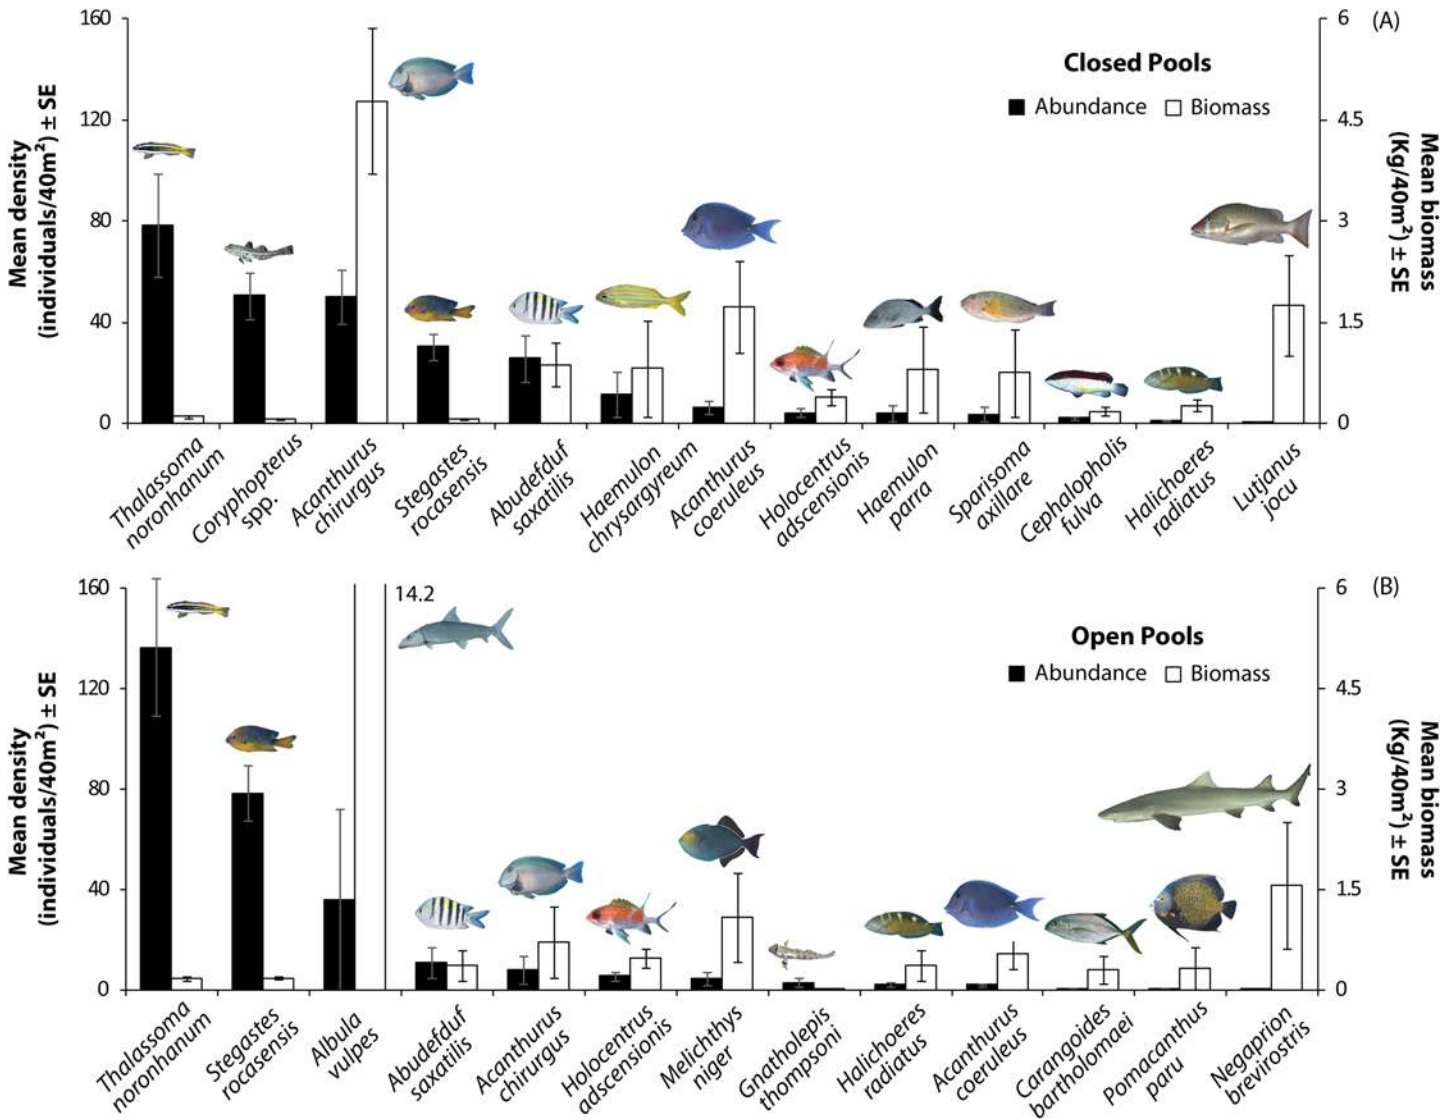 160
120
80
40
0
Mean density
(individuals/40m²) ± SE
6
4.5
3
1.5
0
Mean biomass
(Kg/40m²) ± SE
(A)
Closed Pools
Abundance Biomass
Thalassoma
noronhanum
Coryphopterus
spp.
Acanthurus
chirurgus
Stegastes
rocasensis
Abudefduf
saxatilis
Haemulon
chrysargyreum
Acanthurus
coeruleus
Holocentrus
adscensionis
Haemulon
parra
Sparisoma
axillare
Cephalopholis
fulva
Halichoeres
radiatus
Lutjanus
jocu
160
120
80
40
0
Mean density
(individuals/40m²) ± SE
14.2
6
4.5
3
1.5
0
Mean biomass
(Kg/40m²) ± SE
(B)
Open Pools
Abundance Biomass
Thalassoma
noronhanum
Stegastes
rocasensis
Albula
vulpes
Abudefduf
saxatilis
Acanthurus
chirurgus
Holocentrus
adscensionis
Melichthys
niger
Gnatholepis
thompsoni
Halichoeres
radiatus
Acanthurus
coeruleus
Carangoides
bartholomaei
Pomacanthus
paru
Negaprion
brevirostris